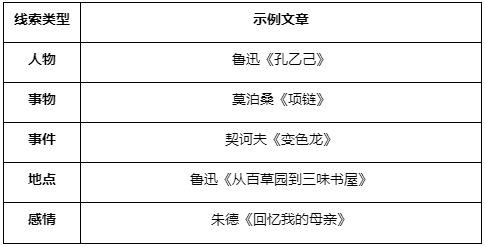 线索类型 示例文章
人物 鲁迅《孔乙己》
事物 莫泊桑《项链》
事件 契诃夫《变色龙》
地点 鲁迅《从百草园到三味书屋》
感情 朱德《回忆我的母亲》